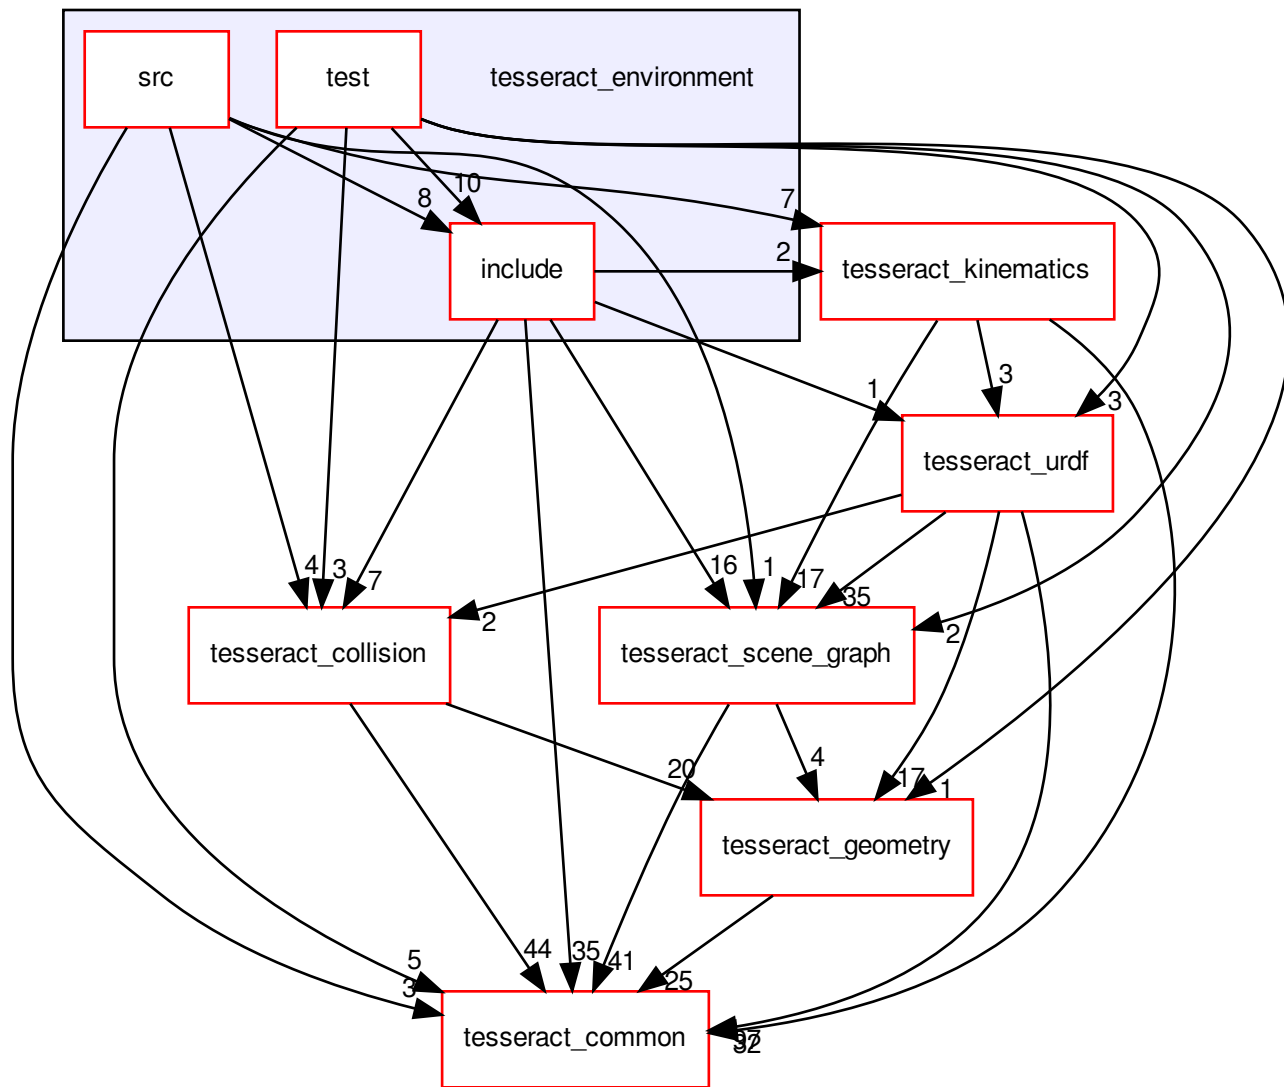 src
test
tesseract_environment
10
8
7
include
2
tesseract_kinematics
1
3
3
tesseract_urdf
4
3
7
16
1
17
35
2
2
tesseract_collision
tesseract_scene_graph
20
4
17
1
tesseract_geometry
5
3
44
35
41
25
tesseract_common